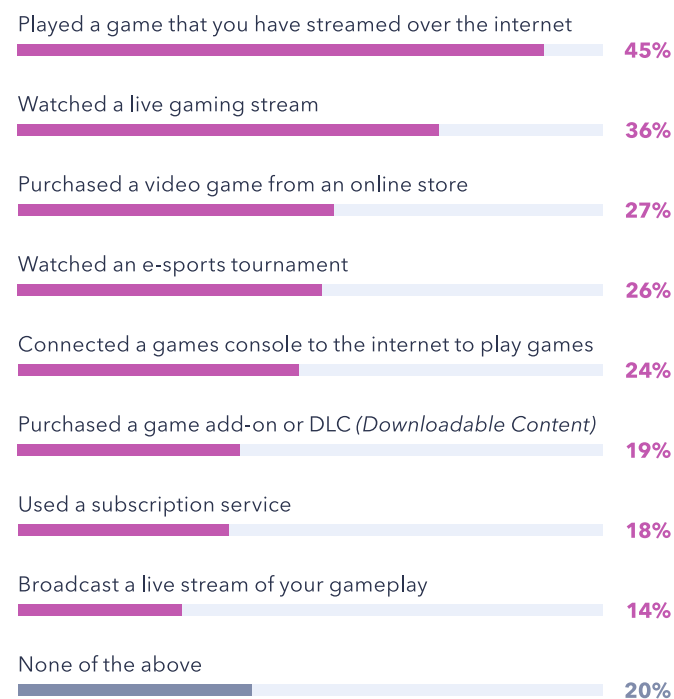 Played a game that you have streamed over the internet
45%
Watched a live gaming stream
36%
Purchased a video game from an online store
27%
Watched an e-sports tournament
26%
Connected a games console to the internet to play games
24%
Purchased a game add-on or DLC (Downloadable Content)
19%
Used a subscription service
18%
Broadcast a live stream of your gameplay
14%
None of the above
20%